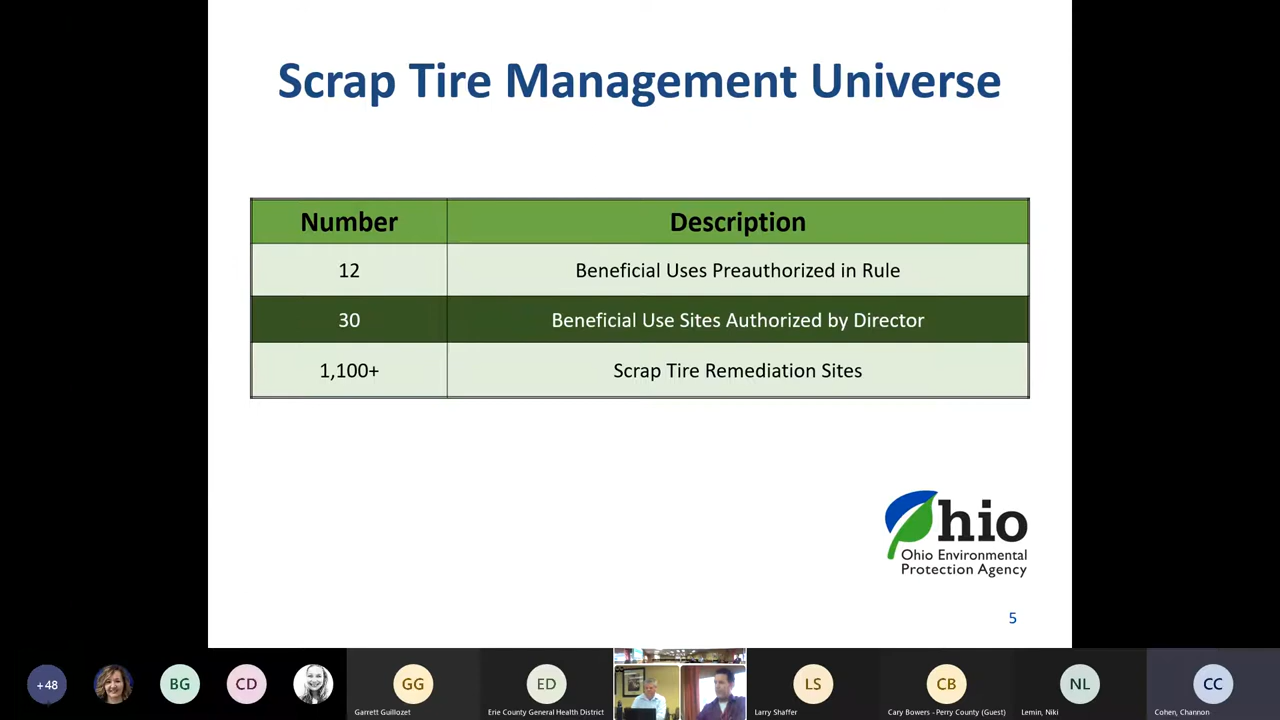 Scrap Tire Management Universe
Number Description
12 Beneficial Uses Preauthorized in Rule
30 Beneficial Use Sites Authorized by Director
1,100+ Scrap Tire Remediation Sites
Ohio
Ohio Environmental
Protection Agency
5
+48 BG CD GG ED LS CB NL CC
Garrett Guillozet Erie County General Health District Larry Shaffer Cary Bowers - Perry County (Guest) Lemin, Niki Cohen, Channon